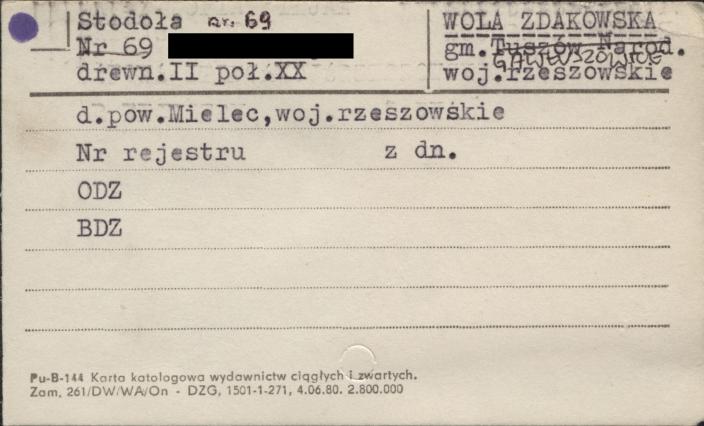 Stodoła nr. 69
Nr 69
drewn.II poł.XX
WOLA ZDAKOWSKA
gm.Tuszów Narod.
GAWŁUSZOWICE
woj.rzeszowskie
d.pow.Mielec,woj.rzeszowskie
Nr rejestru z dn.
ODZ
BDZ
Pu-B-144 Karta katologowa wydawnictw ciągłych i zwartych.
Zam. 261/DW/WA/On - DZG, 1501-1-271, 4.06.80. 2.800.000